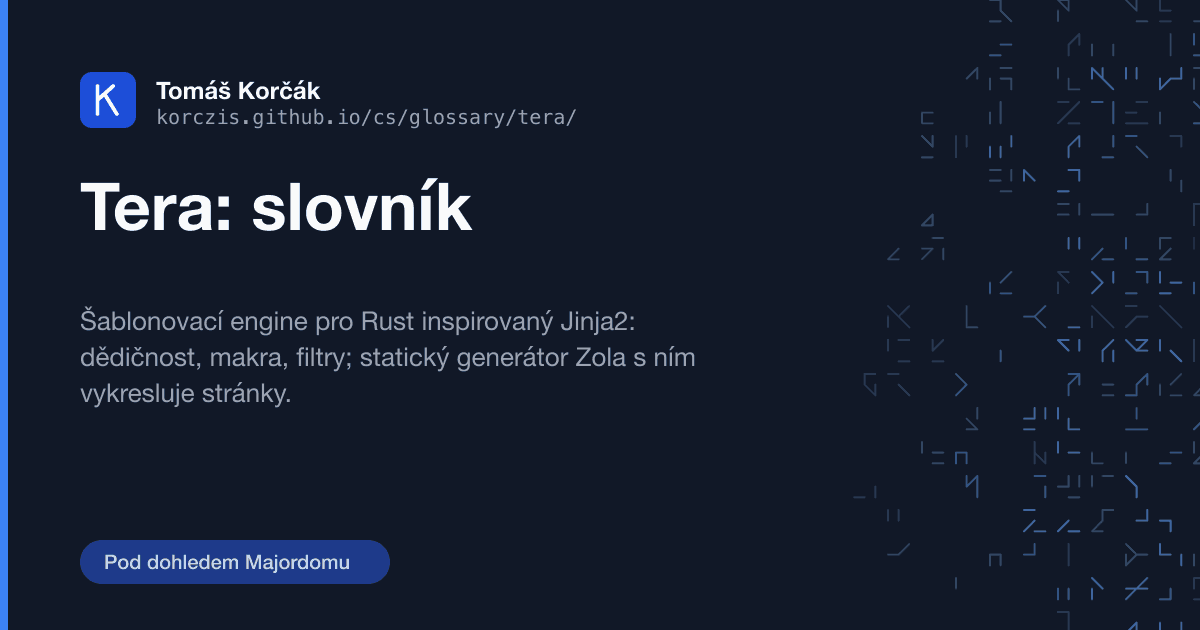 K
Tomáš Korčák
korczis.github.io/cs/glossary/tera/
Tera: slovník
Šablonovací engine pro Rust inspirovaný Jinja2:
dědičnost, makra, filtry; statický generátor Zola s ním
vykresluje stránky.
Pod dohledem Majordomu